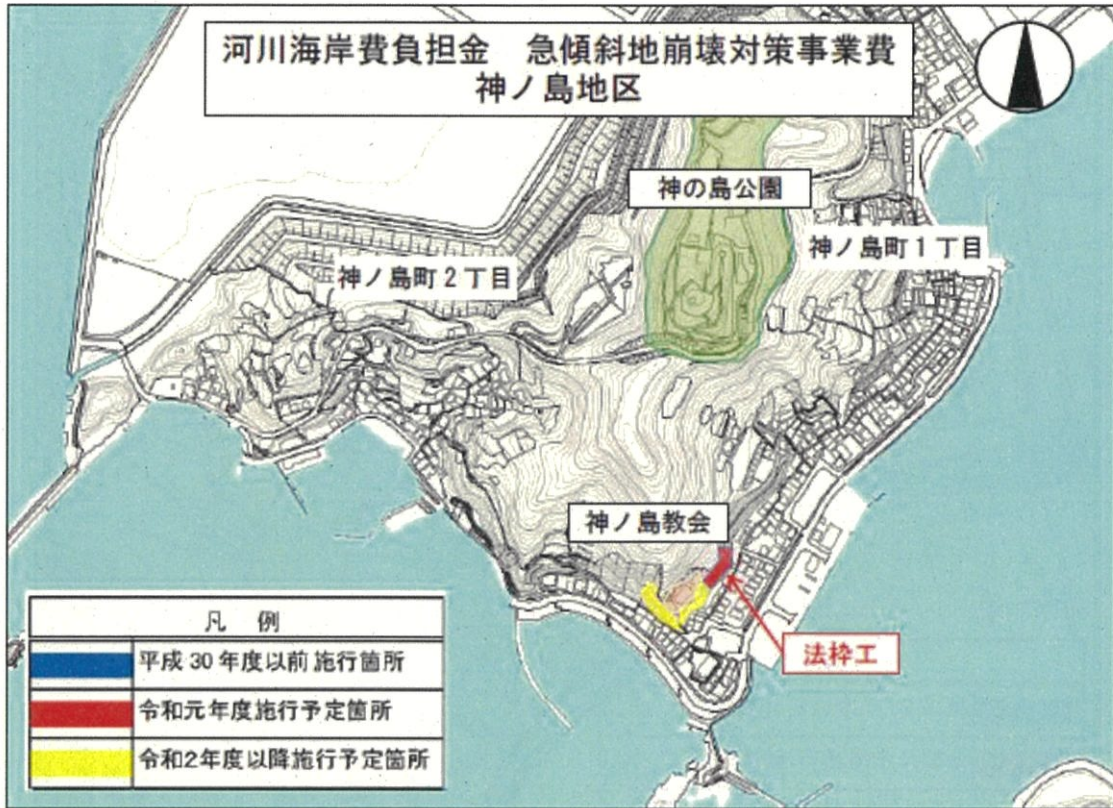 河川海岸費負担金　急傾斜地崩壊対策事業費
神ノ島地区
神の島公園
神ノ島町１丁目
神ノ島町２丁目
神ノ島教会
法枠工
凡　例
平成 30 年度以前施行箇所
令和元年度施行予定箇所
令和2年度以降施行予定箇所